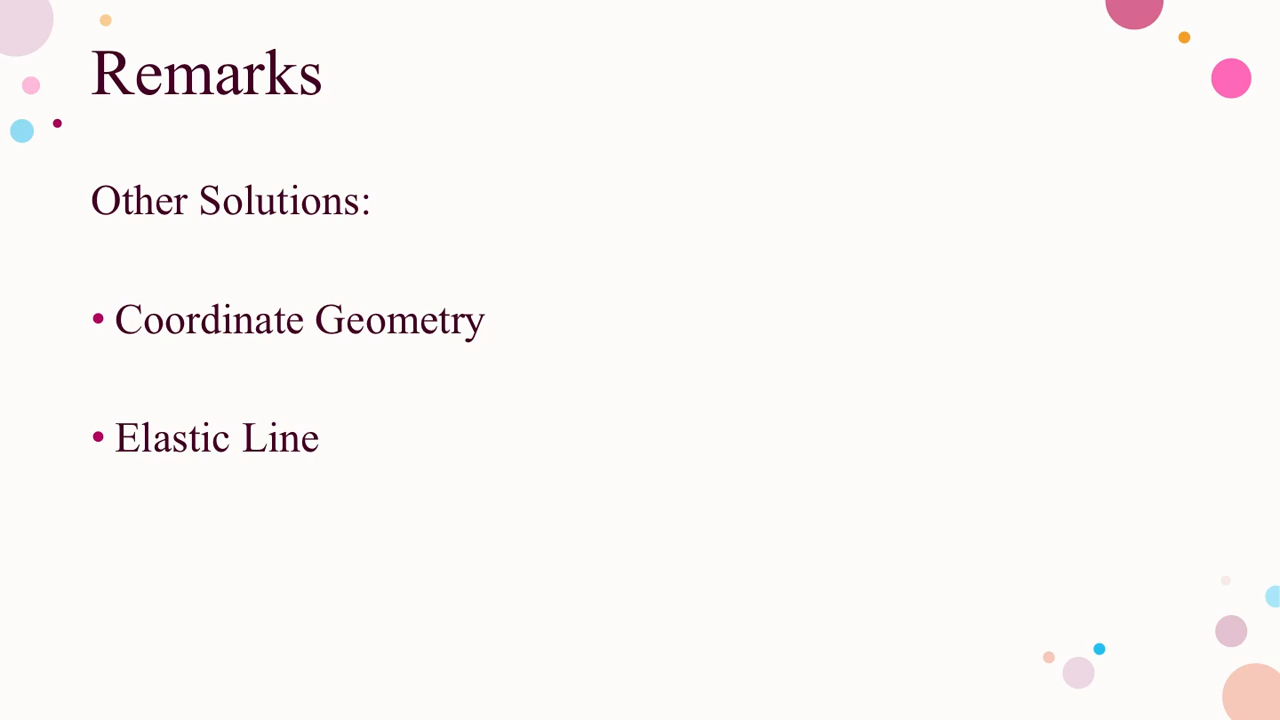 Remarks
Other Solutions:
• Coordinate Geometry
• Elastic Line